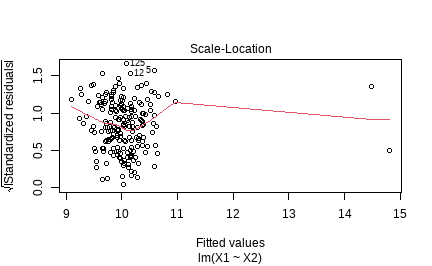 Scale-Location
125
12 5
√|Standardized residuals|
0.0 0.5 1.0 1.5
9 10 11 12 13 14 15
Fitted values
lm(X1 ~ X2)